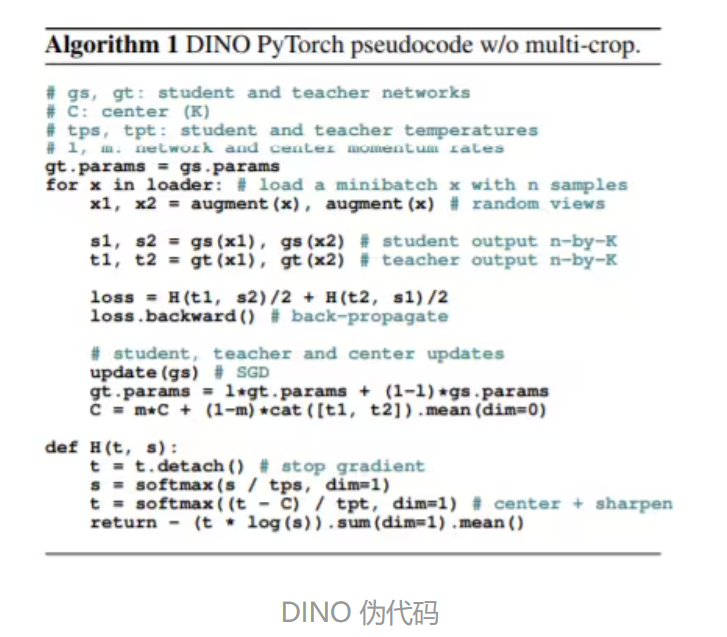 Algorithm 1 DINO PyTorch pseudocode w/o multi-crop.
# gs, gt: student and teacher networks
# C: center (K)
# tps, tpt: student and teacher temperatures
# l, m: network and center momentum rates
gt.params = gs.params
for x in loader: # load a minibatch x with n samples
x1, x2 = augment(x), augment(x) # random views
s1, s2 = gs(x1), gs(x2) # student output n-by-K
t1, t2 = gt(x1), gt(x2) # teacher output n-by-K
loss = H(t1, s2)/2 + H(t2, s1)/2
loss.backward() # back-propagate
# student, teacher and center updates
update(gs) # SGD
gt.params = l*gt.params + (1-l)*gs.params
C = m*C + (1-m)*cat([t1, t2]).mean(dim=0)
def H(t, s):
t = t.detach() # stop gradient
s = softmax(s / tps, dim=1)
t = softmax((t - C) / tpt, dim=1) # center + sharpen
return - (t * log(s)).sum(dim=1).mean()
DINO 伪代码